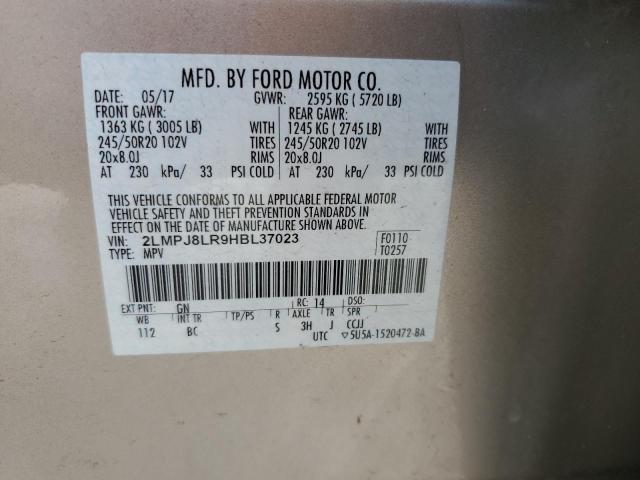 MFD. BY FORD MOTOR CO.
DATE: 05/17 GVWR: 2595 KG ( 5720 LB)
FRONT GAWR: REAR GAWR:
1363 KG ( 3005 LB) WITH 1245 KG ( 2745 LB) WITH
245/50R20 102V TIRES 245/50R20 102V TIRES
20x8.0J RIMS 20x8.0J RIMS
AT 230 kPa/ 33 PSI COLD AT 230 kPa/ 33 PSI COLD
THIS VEHICLE CONFORMS TO ALL APPLICABLE FEDERAL MOTOR
VEHICLE SAFETY AND THEFT PREVENTION STANDARDS IN
EFFECT ON THE DATE OF MANUFACTURE SHOWN ABOVE.
VIN: 2LMPJ8LR9HBL37023 F0110
TYPE: MPV T0257
EXT PNT: GN RC: 14 DSO:
WB INT TR TP/PS R AXLE TR SPR
112 BC S 3H J CCJJ
UTC ▽5U5A-1520472-BA